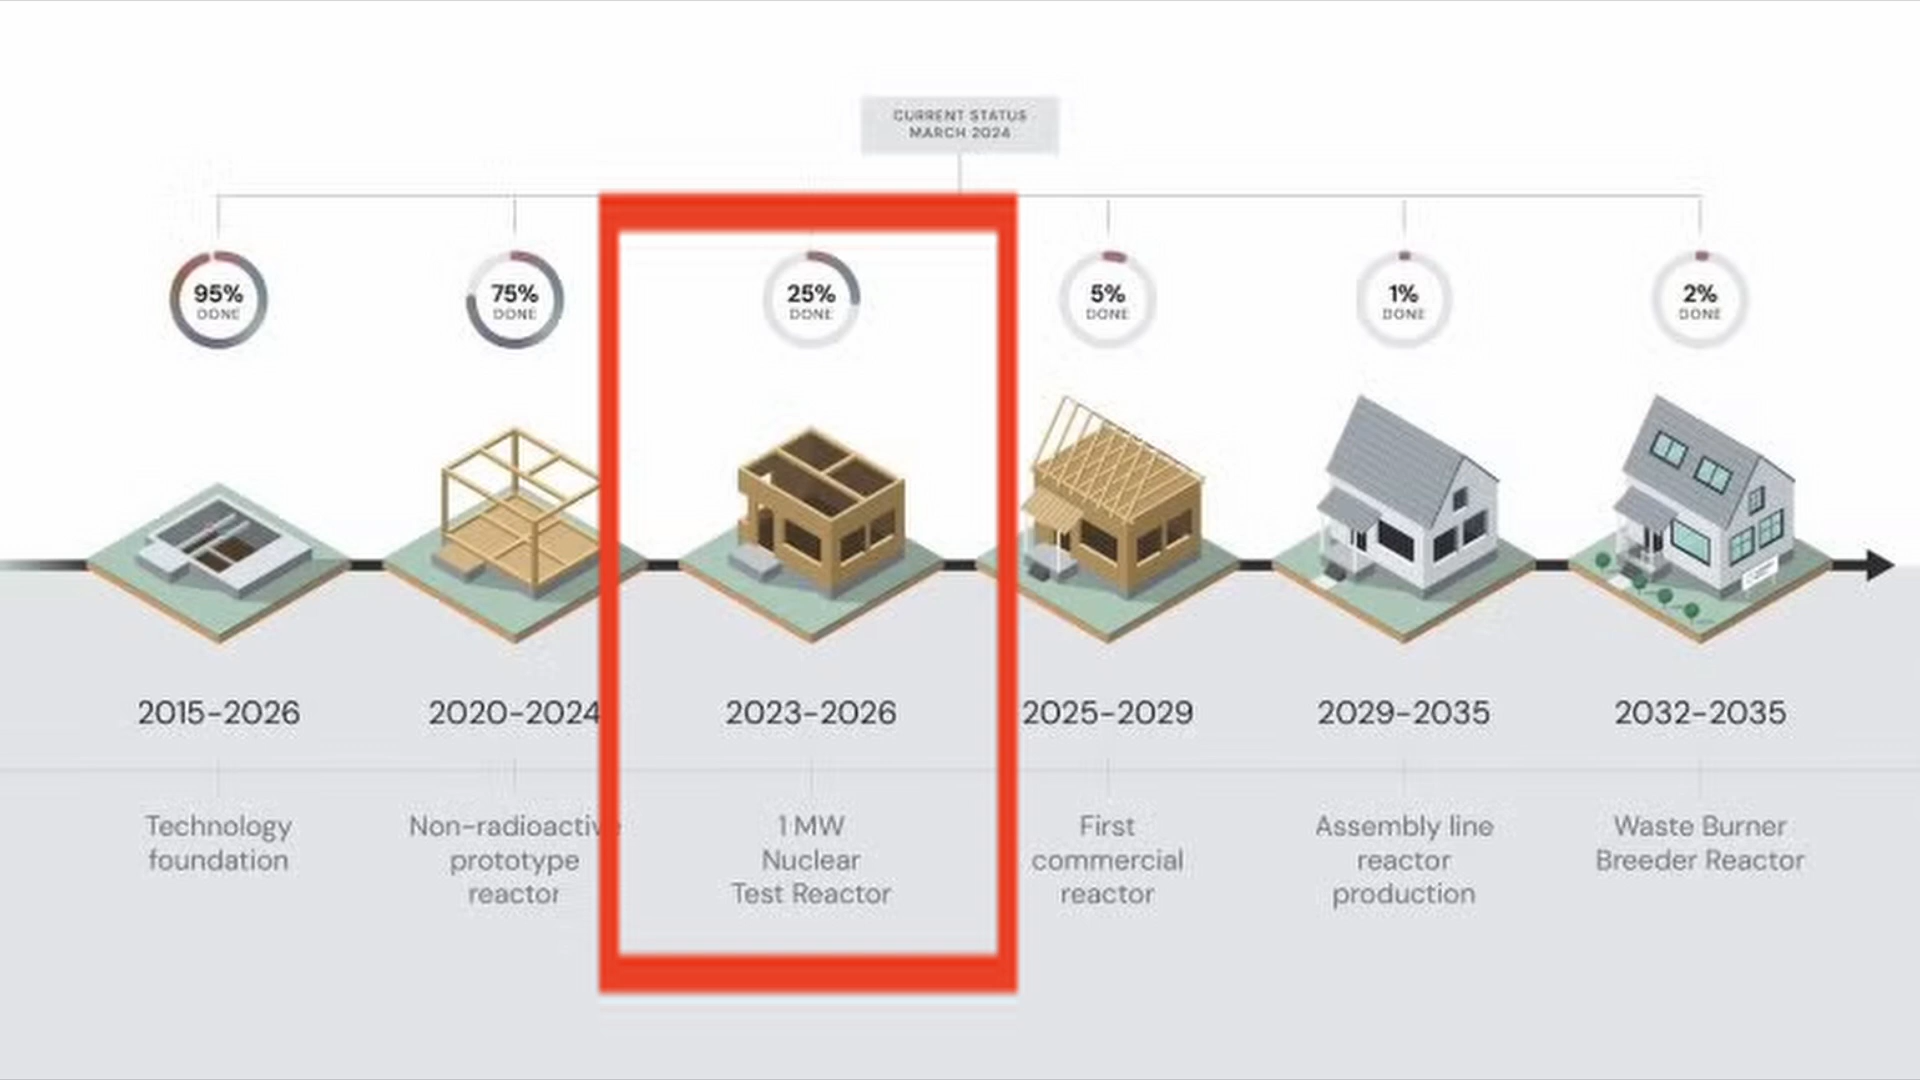 CURRENT STATUS
MARCH 2024
95%
DONE
75%
DONE
25%
DONE
5%
DONE
1%
DONE
2%
DONE
2015-2026
2020-2024
2023-2026
2025-2029
2029-2035
2032-2035
Technology
foundation
Non-radioactive
prototype
reactor
1 MW
Nuclear
Test Reactor
First
commercial
reactor
Assembly line
reactor
production
Waste Burner
Breeder Reactor